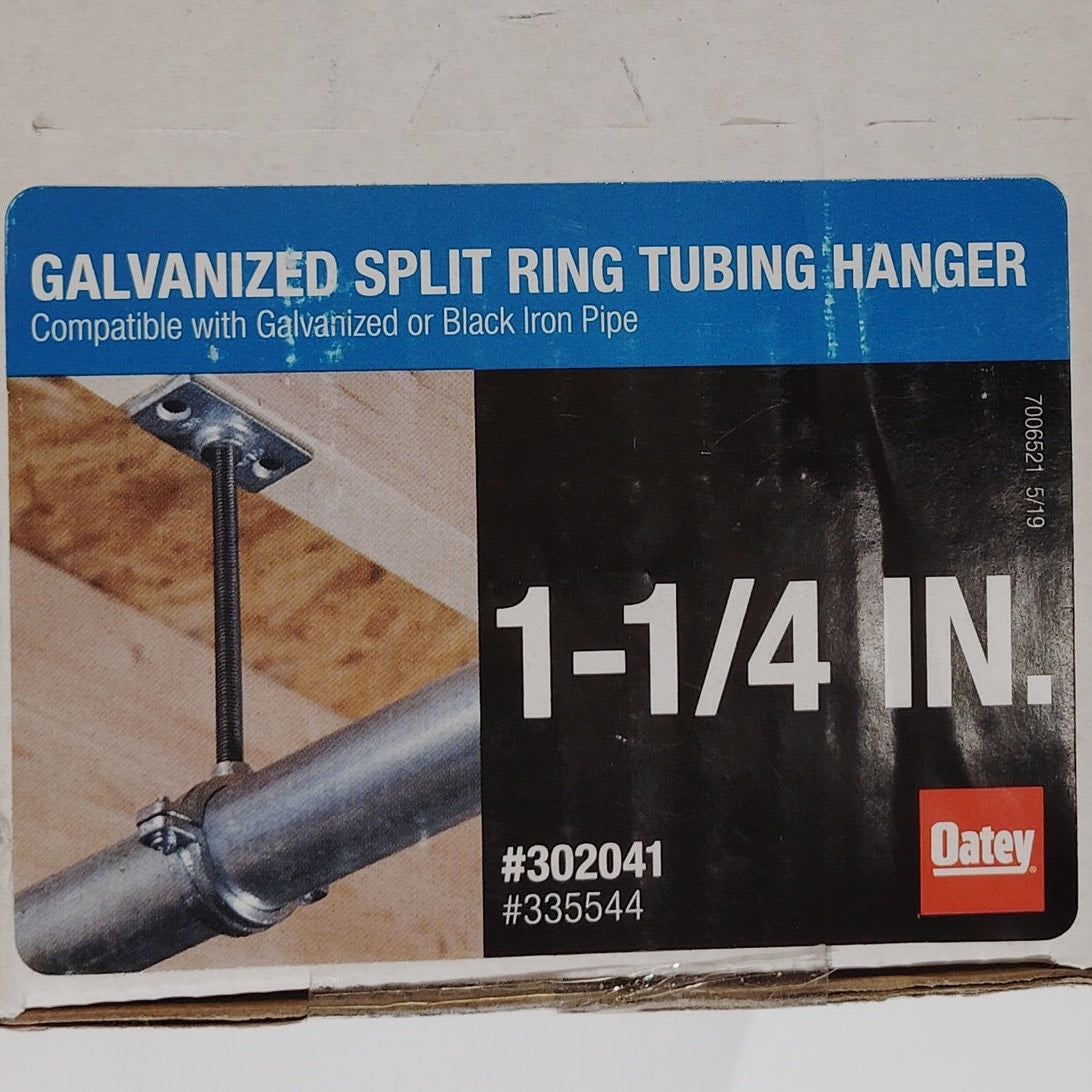 GALVANIZED SPLIT RING TUBING HANGER
Compatible with Galvanized or Black Iron Pipe
7006521 5/19
1-1/4 IN.
#302041
#335544
Oatey®